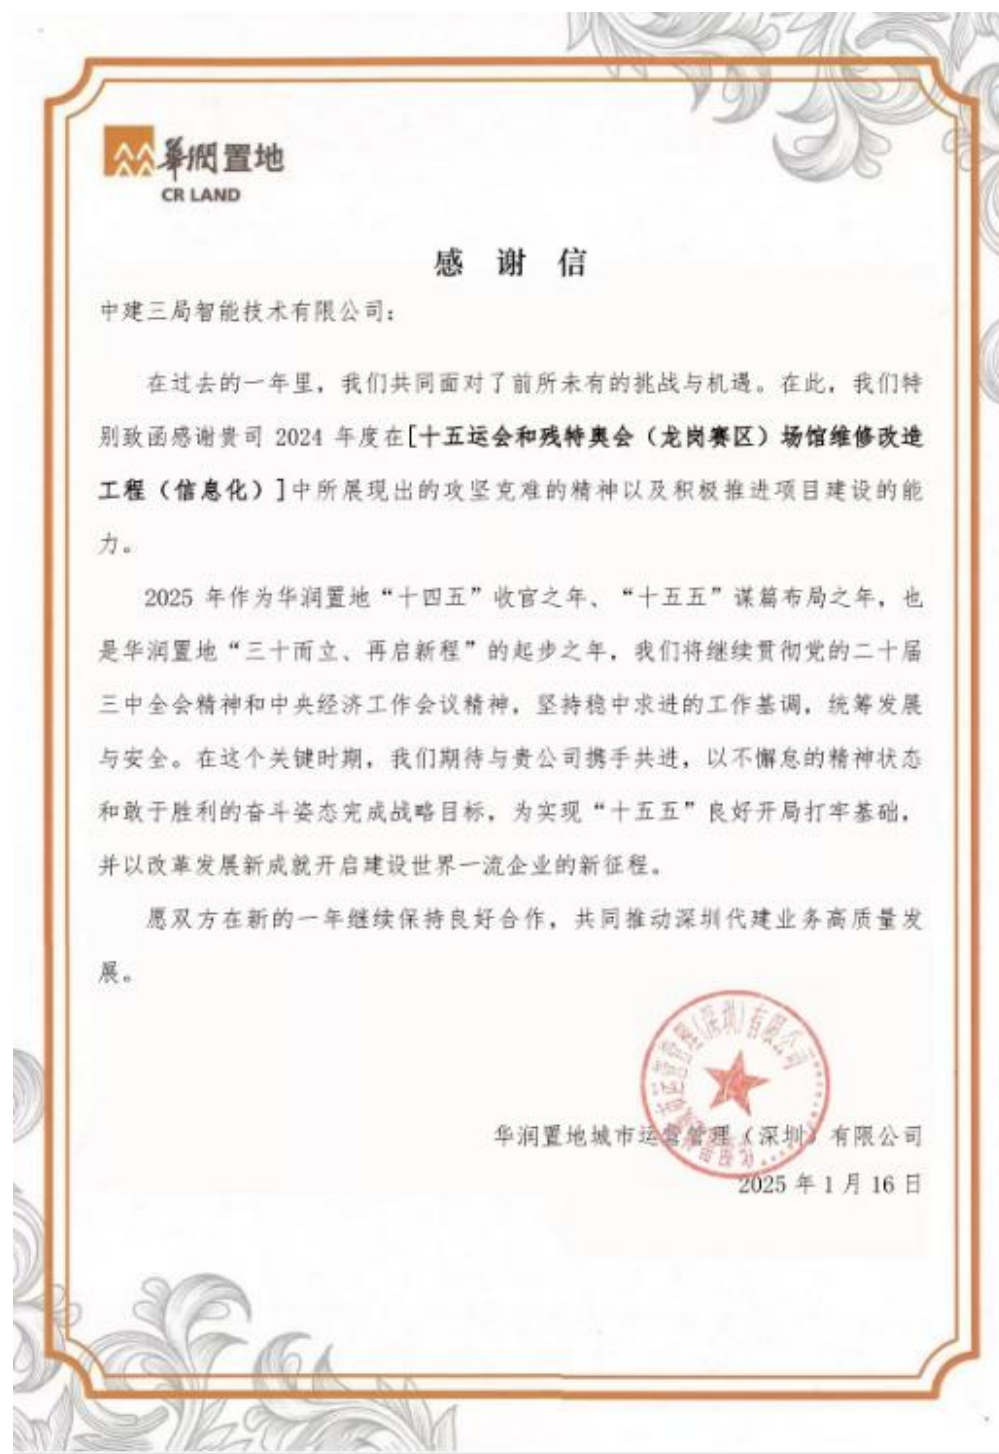 華润置地
CR LAND
感 谢 信
中建三局智能技术有限公司：
在过去的一年里，我们共同面对了前所未有的挑战与机遇。在此，我们特
别致函感谢贵司 2024 年度在[十五运会和残特奥会（龙岗赛区）场馆维修改造
工程（信息化）]中所展现出的攻坚克难的精神以及积极推进项目建设的能
力。
2025 年作为华润置地“十四五”收官之年、“十五五”谋篇布局之年，也
是华润置地“三十而立、再启新程”的起步之年，我们将继续贯彻党的二十届
三中全会精神和中央经济工作会议精神，坚持稳中求进的工作基调，统筹发展
与安全。在这个关键时期，我们期待与贵公司携手共进，以不懈怠的精神状态
和敢于胜利的奋斗姿态完成战略目标，为实现“十五五”良好开局打牢基础，
并以改革发展新成就开启建设世界一流企业的新征程。
愿双方在新的一年继续保持良好合作，共同推动深圳代建业务高质量发
展。
华润置地城市运营管理（深圳）有限公司
2025 年 1 月 16 日